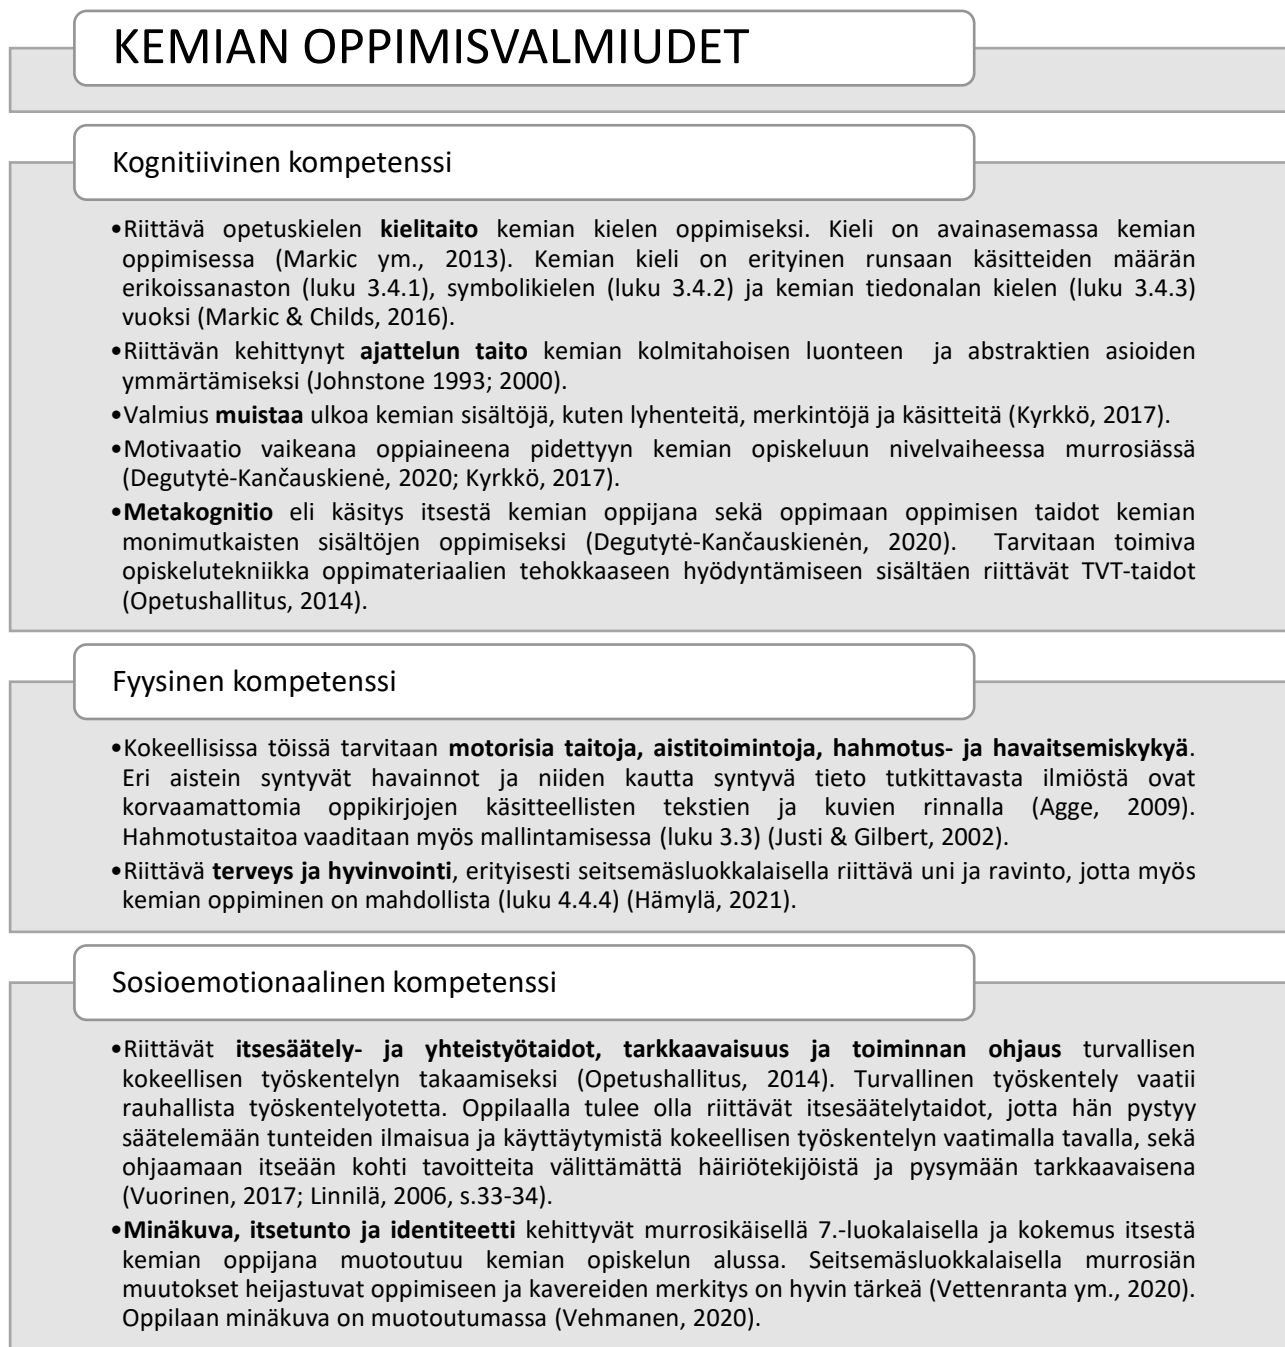 KEMIAN OPPIMISVALMIUDET
Kognitiivinen kompetenssi
•Riittävä opetuskielen kielitaito kemian kielen oppimiseksi. Kieli on avainasemassa kemian
oppimisessa (Markic ym., 2013). Kemian kieli on erityinen runsaan käsitteiden määrän
erikoissanaston (luku 3.4.1), symbolikielen (luku 3.4.2) ja kemian tiedonalan kielen (luku 3.4.3)
vuoksi (Markic & Childs, 2016).
•Riittävän kehittynyt ajattelun taito kemian kolmitahoisen luonteen ja abstraktien asioiden
ymmärtämiseksi (Johnstone 1993; 2000).
•Valmius muistaa ulkoa kemian sisältöjä, kuten lyhenteitä, merkintöjä ja käsitteitä (Kyrkkö, 2017).
•Motivaatio vaikeana oppiaineena pidettyyn kemian opiskeluun nivelvaiheessa murrosiässä
(Degutytė-Kančauskienė, 2020; Kyrkkö, 2017).
•Metakognitio eli käsitys itsestä kemian oppijana sekä oppimaan oppimisen taidot kemian
monimutkaisten sisältöjen oppimiseksi (Degutytė-Kančauskienėn, 2020). Tarvitaan toimiva
opiskelutekniikka oppimateriaalien tehokkaaseen hyödyntämiseen sisältäen riittävät TVT-taidot
(Opetushallitus, 2014).
Fyysinen kompetenssi
•Kokeellisissa töissä tarvitaan motorisia taitoja, aistitoimintoja, hahmotus- ja havaitsemiskykyä.
Eri aistein syntyvät havainnot ja niiden kautta syntyvä tieto tutkittavasta ilmiöstä ovat
korvaamattomia oppikirjojen käsitteellisten tekstien ja kuvien rinnalla (Agge, 2009).
Hahmotustaitoa vaaditaan myös mallintamisessa (luku 3.3) (Justi & Gilbert, 2002).
•Riittävä terveys ja hyvinvointi, erityisesti seitsemäsluokkalaisella riittävä uni ja ravinto, jotta myös
kemian oppiminen on mahdollista (luku 4.4.4) (Hämylä, 2021).
Sosioemotionaalinen kompetenssi
•Riittävät itsesäätely- ja yhteistyötaidot, tarkkaavaisuus ja toiminnan ohjaus turvallisen
kokeellisen työskentelyn takaamiseksi (Opetushallitus, 2014). Turvallinen työskentely vaatii
rauhallista työskentelyotetta. Oppilaalla tulee olla riittävät itsesäätelytaidot, jotta hän pystyy
säätelemään tunteiden ilmaisua ja käyttäytymistä kokeellisen työskentelyn vaatimalla tavalla, sekä
ohjaamaan itseään kohti tavoitteita välittämättä häiriötekijöistä ja pysymään tarkkaavaisena
(Vuorinen, 2017; Linnilä, 2006, s.33-34).
•Minäkuva, itsetunto ja identiteetti kehittyvät murrosikäisellä 7.-luokalaisella ja kokemus itsestä
kemian oppijana muotoutuu kemian opiskelun alussa. Seitsemäsluokkalaisella murrosiän
muutokset heijastuvat oppimiseen ja kavereiden merkitys on hyvin tärkeä (Vettenranta ym., 2020).
Oppilaan minäkuva on muotoutumassa (Vehmanen, 2020).